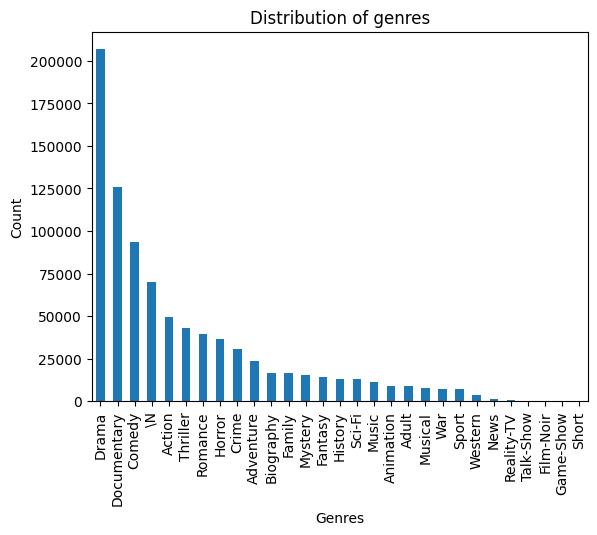 Distribution of genres
200000
175000
150000
125000
100000
75000
50000
25000
0
Count
Drama
Documentary
Comedy
\N
Action
Thriller
Romance
Horror
Crime
Adventure
Biography
Family
Mystery
Fantasy
History
Sci-Fi
Music
Animation
Adult
Musical
War
Sport
Western
News
Reality-TV
Talk-Show
Film-Noir
Game-Show
Short
Genres